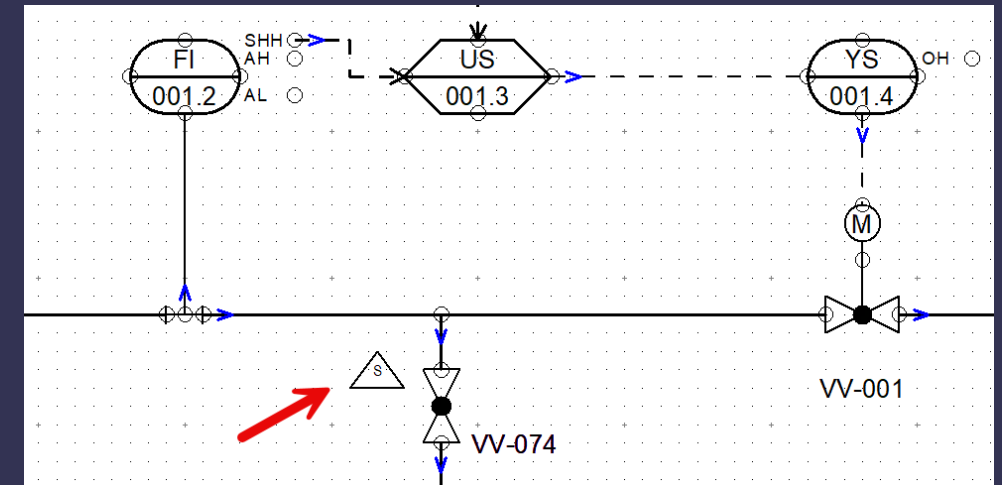 SHH
FI
AH
001.2
AL
US
001.3
YS
OH
001.4
M
S
VV-001
VV-074